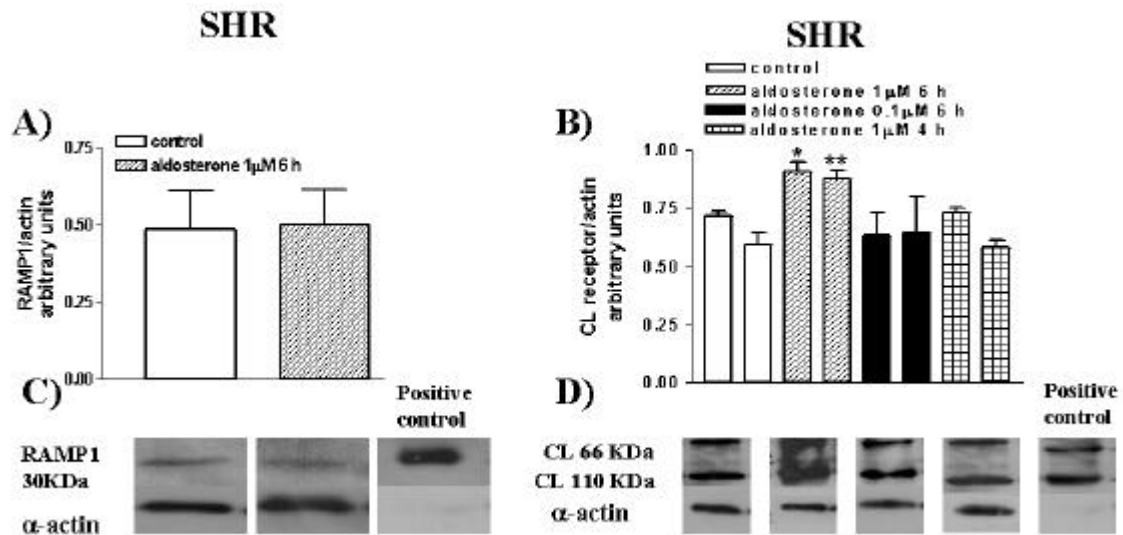 SHR
A)
control
aldosterone 1μM 6 h
0.75
0.50
0.25
0.00
RAMP1/actin
arbitrary units
SHR
control
aldosterone 1μM 6 h
aldosterone 0.1μM 6 h
aldosterone 1μM 4 h
B)
1.00
0.75
0.50
0.25
0.00
CL receptor/actin
arbitrary units
*
**
C)
Positive
control
RAMP1
30KDa
α-actin
D)
Positive
control
CL 66 KDa
CL 110 KDa
α-actin